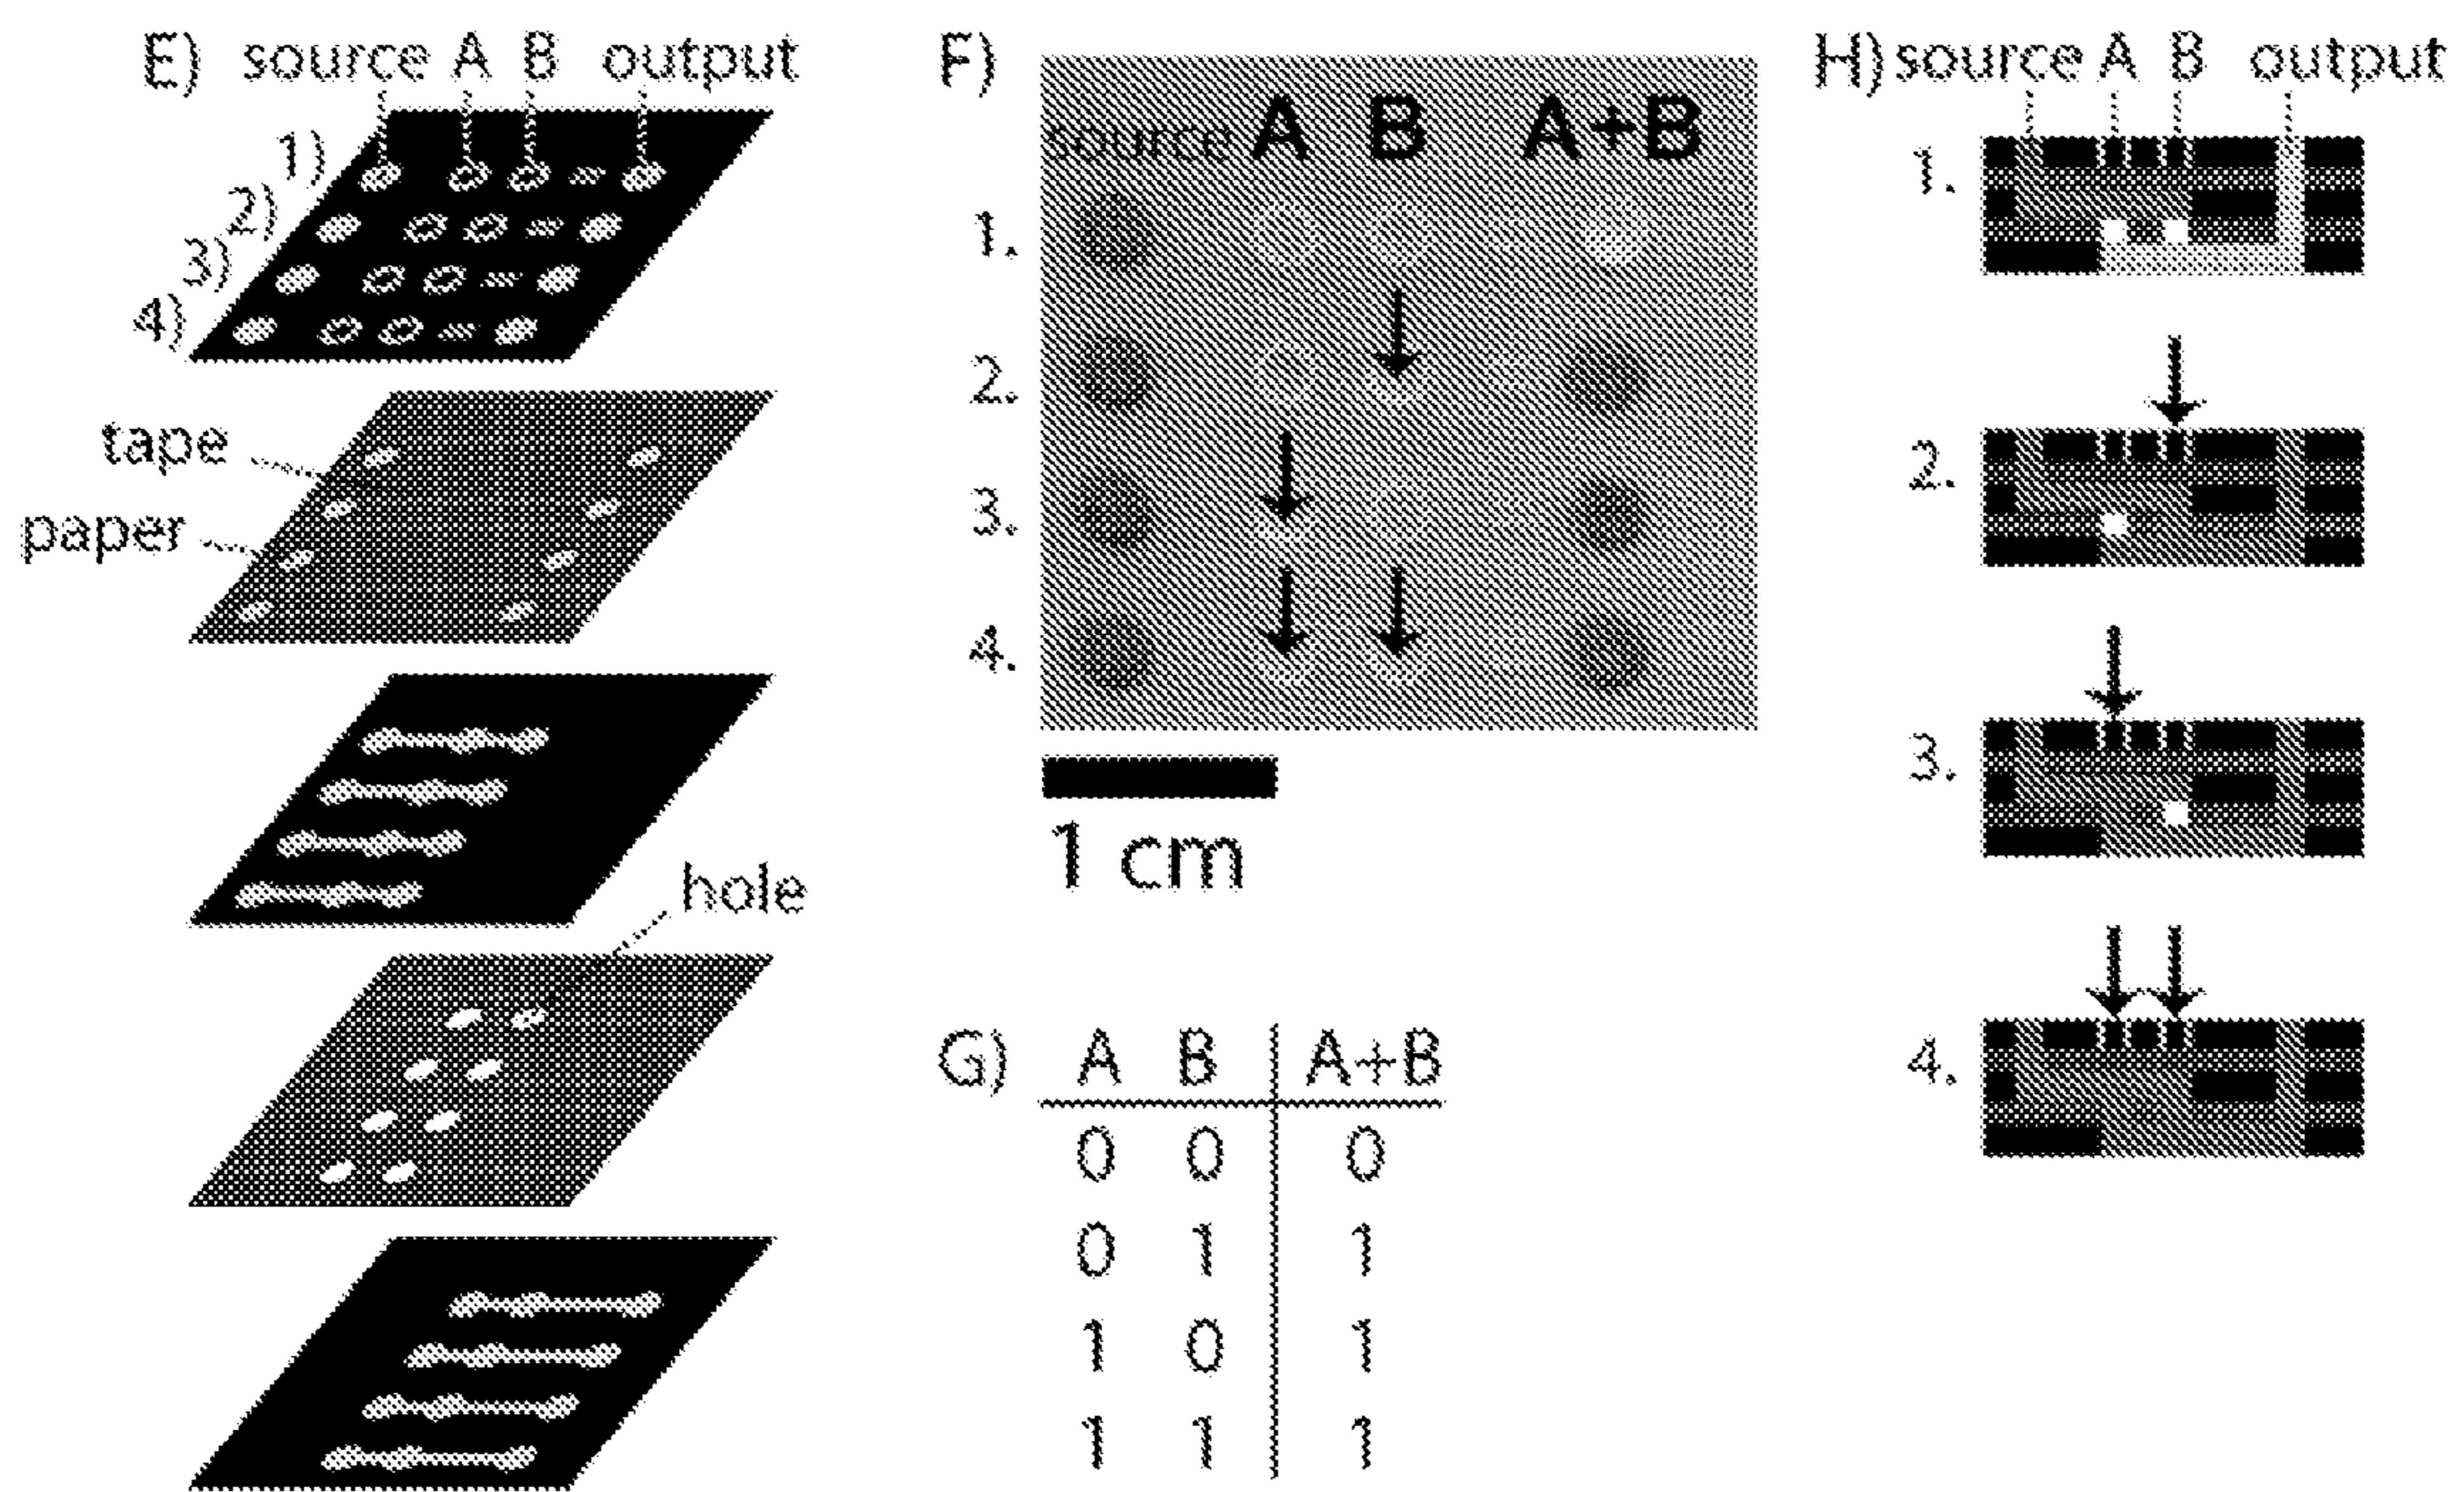 E) source A B output
1)
2)
3)
4)
tape
paper
hole
F)
source A B A+B
1.
2.
3.
4.
1 cm
G) A B A+B
0 0 0
0 1 1
1 0 1
1 1 1
H) source A B output
1.
2.
3.
4.